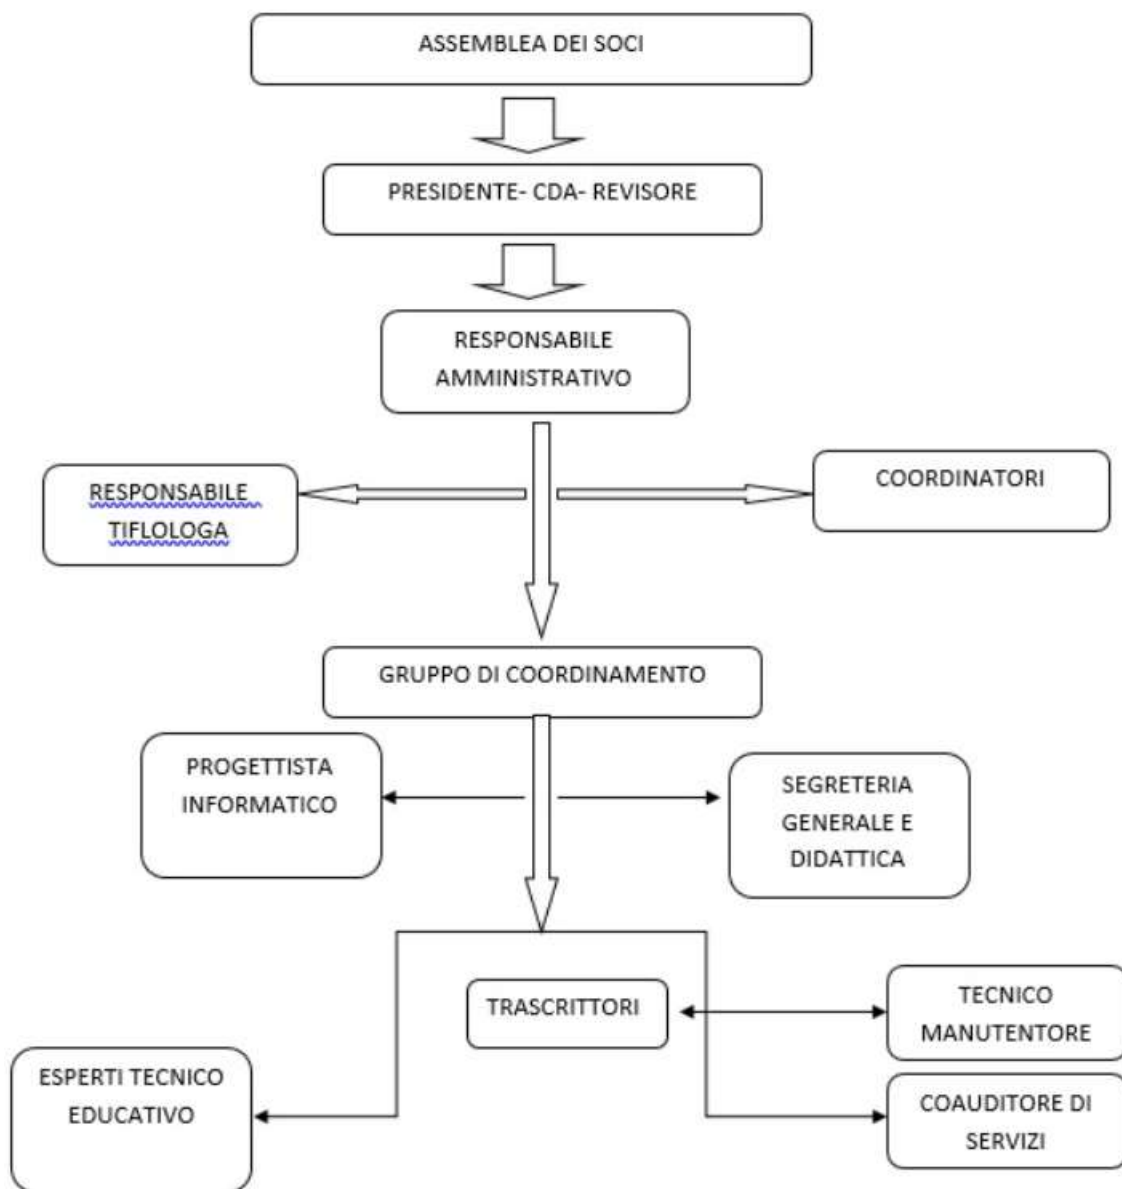 ASSEMBLEA DEI SOCI
PRESIDENTE- CDA- REVISORE
RESPONSABILE
AMMINISTRATIVO
RESPONSABILE
TIFLOLOGA
COORDINATORI
GRUPPO DI COORDINAMENTO
PROGETTISTA
INFORMATICO
SEGRETERIA
GENERALE E
DIDATTICA
TRASCRITTORI
TECNICO
MANUTENTORE
ESPERTI TECNICO
EDUCATIVO
COAUDITORE DI
SERVIZI